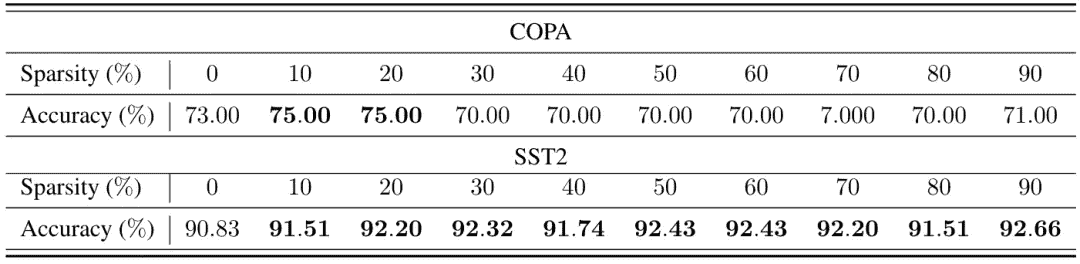 COPA
Sparsity (%) 0 10 20 30 40 50 60 70 80 90
Accuracy (%) 73.00 75.00 75.00 70.00 70.00 70.00 70.00 7.000 70.00 71.00
SST2
Sparsity (%) 0 10 20 30 40 50 60 70 80 90
Accuracy (%) 90.83 91.51 92.20 92.32 91.74 92.43 92.43 92.20 91.51 92.66